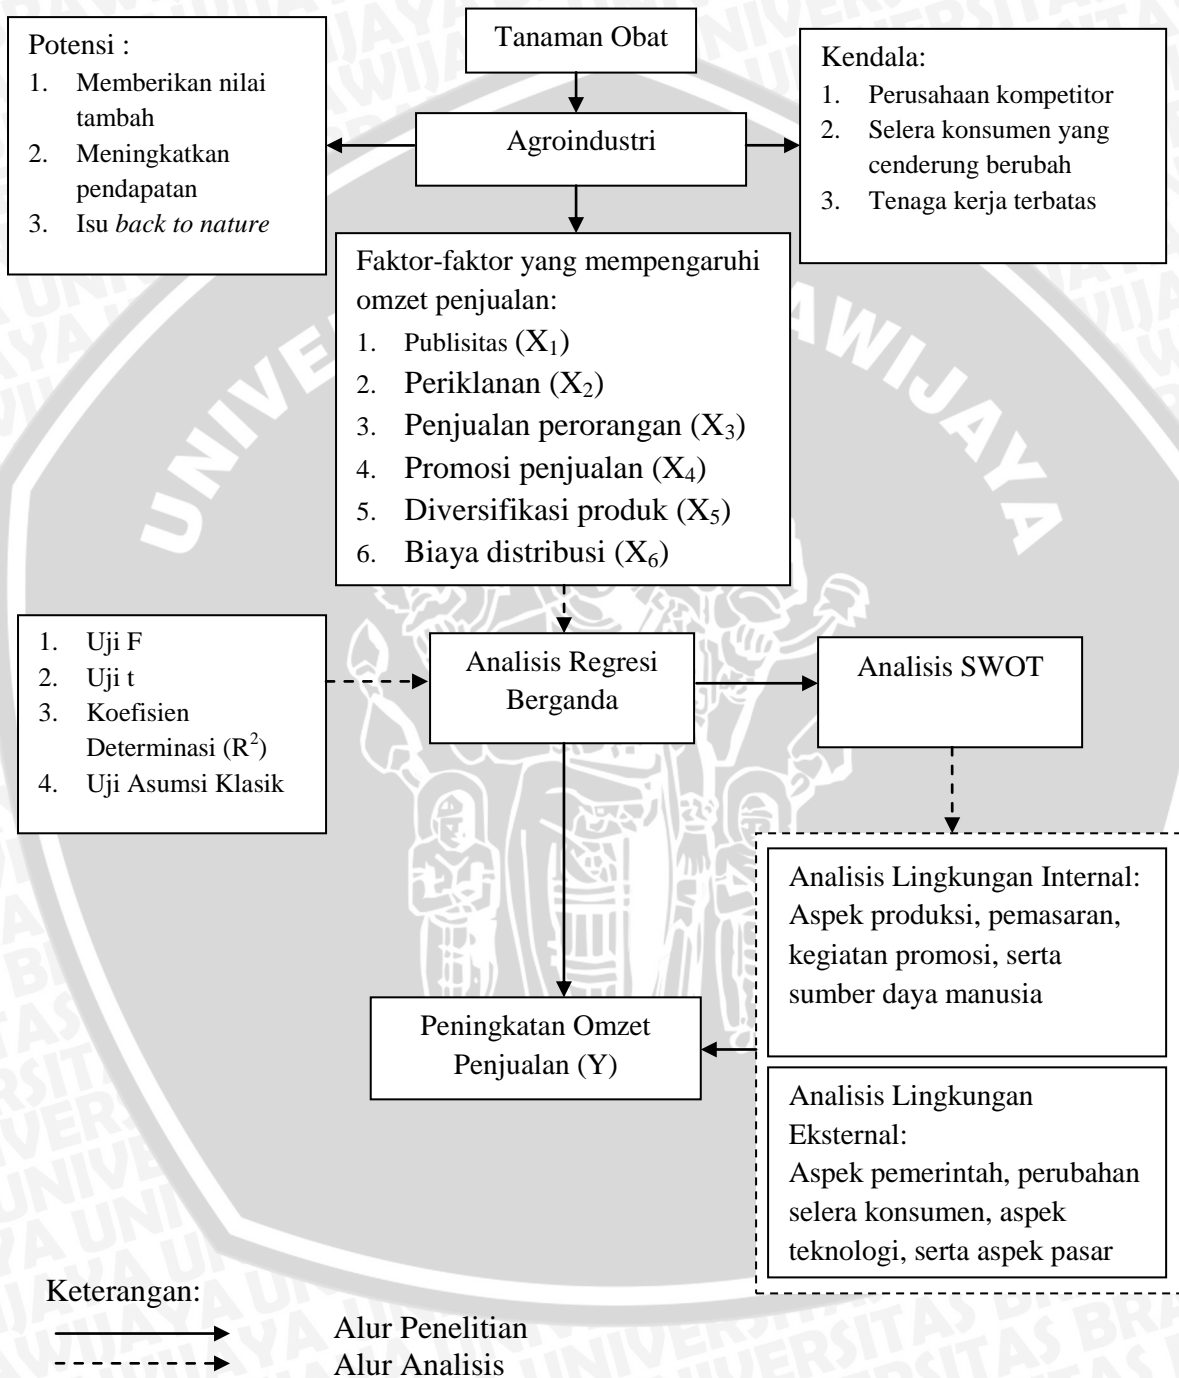 Tanaman Obat
Potensi :
1. Memberikan nilai
tambah
2. Meningkatkan
pendapatan
3. Isu back to nature
Agroindustri
Kendala:
1. Perusahaan kompetitor
2. Selera konsumen yang
cenderung berubah
3. Tenaga kerja terbatas
Faktor-faktor yang mempengaruhi
omzet penjualan:
1. Publisitas (X₁)
2. Periklanan (X₂)
3. Penjualan perorangan (X₃)
4. Promosi penjualan (X₄)
5. Diversifikasi produk (X₅)
6. Biaya distribusi (X₆)
1. Uji F
2. Uji t
3. Koefisien
Determinasi (R²)
4. Uji Asumsi Klasik
Analisis Regresi
Berganda
Analisis SWOT
Analisis Lingkungan Internal:
Aspek produksi, pemasaran,
kegiatan promosi, serta
sumber daya manusia
Peningkatan Omzet
Penjualan (Y)
Analisis Lingkungan
Eksternal:
Aspek pemerintah, perubahan
selera konsumen, aspek
teknologi, serta aspek pasar
Keterangan:
Alur Penelitian
Alur Analisis